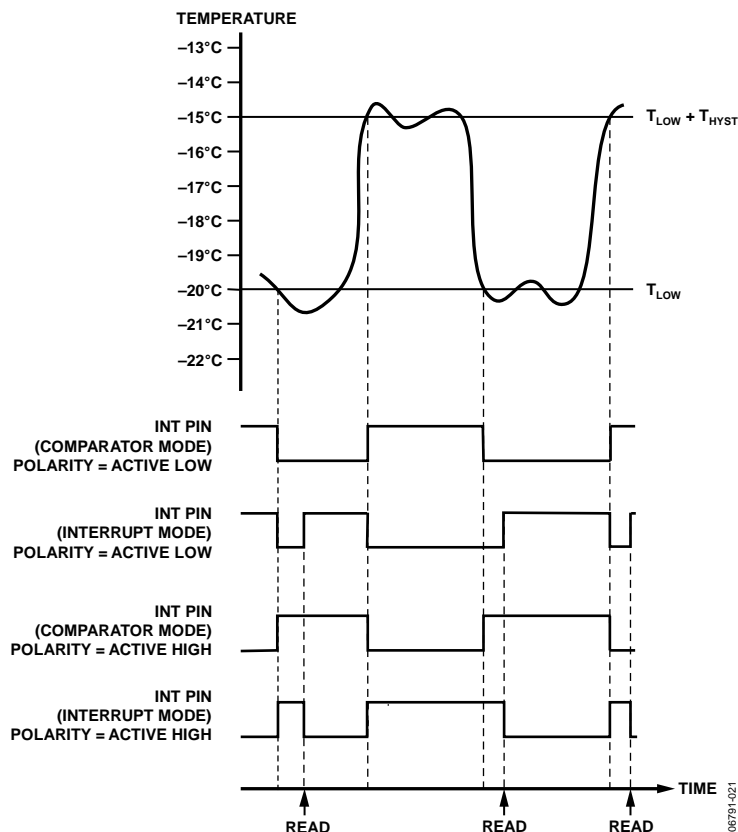 TEMPERATURE
–13°C
–14°C
–15°C
–16°C
–17°C
–18°C
–19°C
–20°C
–21°C
–22°C
T_LOW + T_HYST
T_LOW
INT PIN
(COMPARATOR MODE)
POLARITY = ACTIVE LOW
INT PIN
(INTERRUPT MODE)
POLARITY = ACTIVE LOW
INT PIN
(COMPARATOR MODE)
POLARITY = ACTIVE HIGH
INT PIN
(INTERRUPT MODE)
POLARITY = ACTIVE HIGH
TIME
READ
READ
READ
06791-021